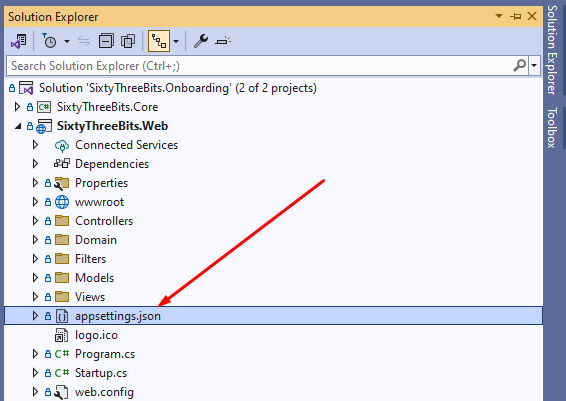 Solution Explorer
Search Solution Explorer (Ctrl+;)
Solution 'SixtyThreeBits.Onboarding' (2 of 2 projects)
C# SixtyThreeBits.Core
SixtyThreeBits.Web
Connected Services
Dependencies
Properties
wwwroot
Controllers
Domain
Filters
Models
Views
appsettings.json
logo.ico
C# Program.cs
C# Startup.cs
web.config
Solution Explorer
Toolbox